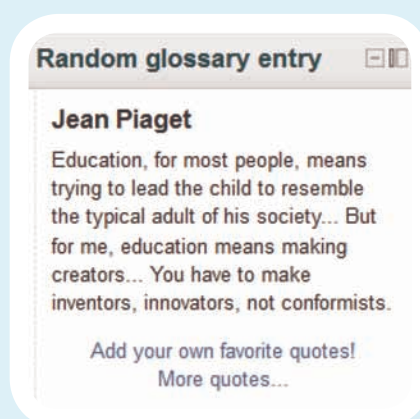 Random glossary entry
Jean Piaget
Education, for most people, means
trying to lead the child to resemble
the typical adult of his society... But
for me, education means making
creators... You have to make
inventors, innovators, not conformists.
Add your own favorite quotes!
More quotes...